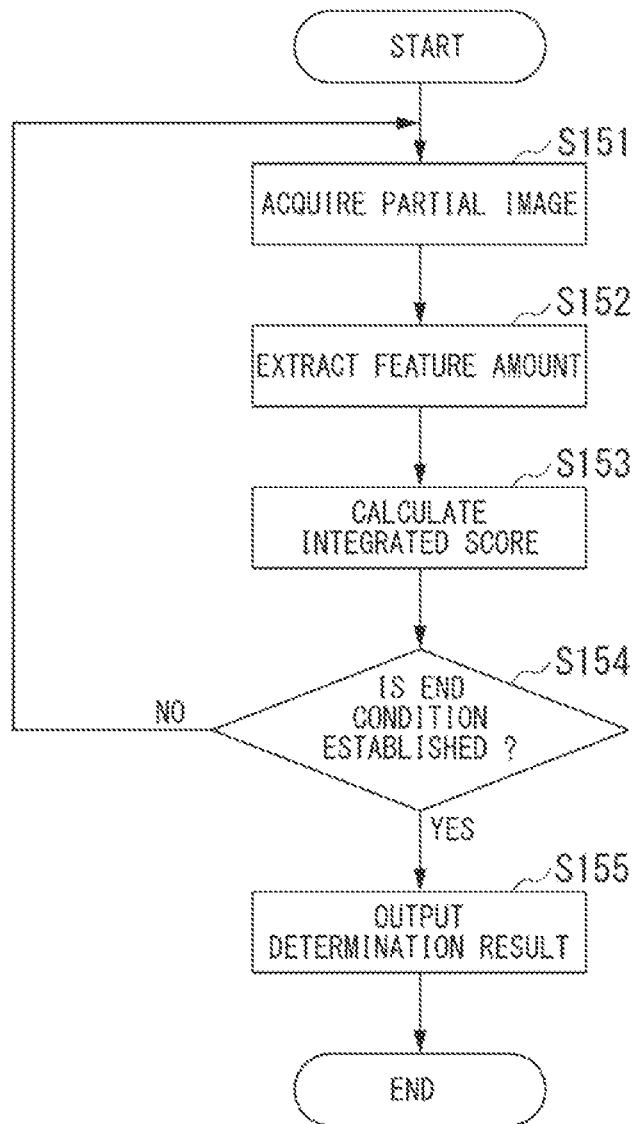 START
S151
ACQUIRE PARTIAL IMAGE
S152
EXTRACT FEATURE AMOUNT
S153
CALCULATE
INTEGRATED SCORE
S154
IS END
CONDITION
ESTABLISHED ?
NO
YES
S155
OUTPUT
DETERMINATION RESULT
END